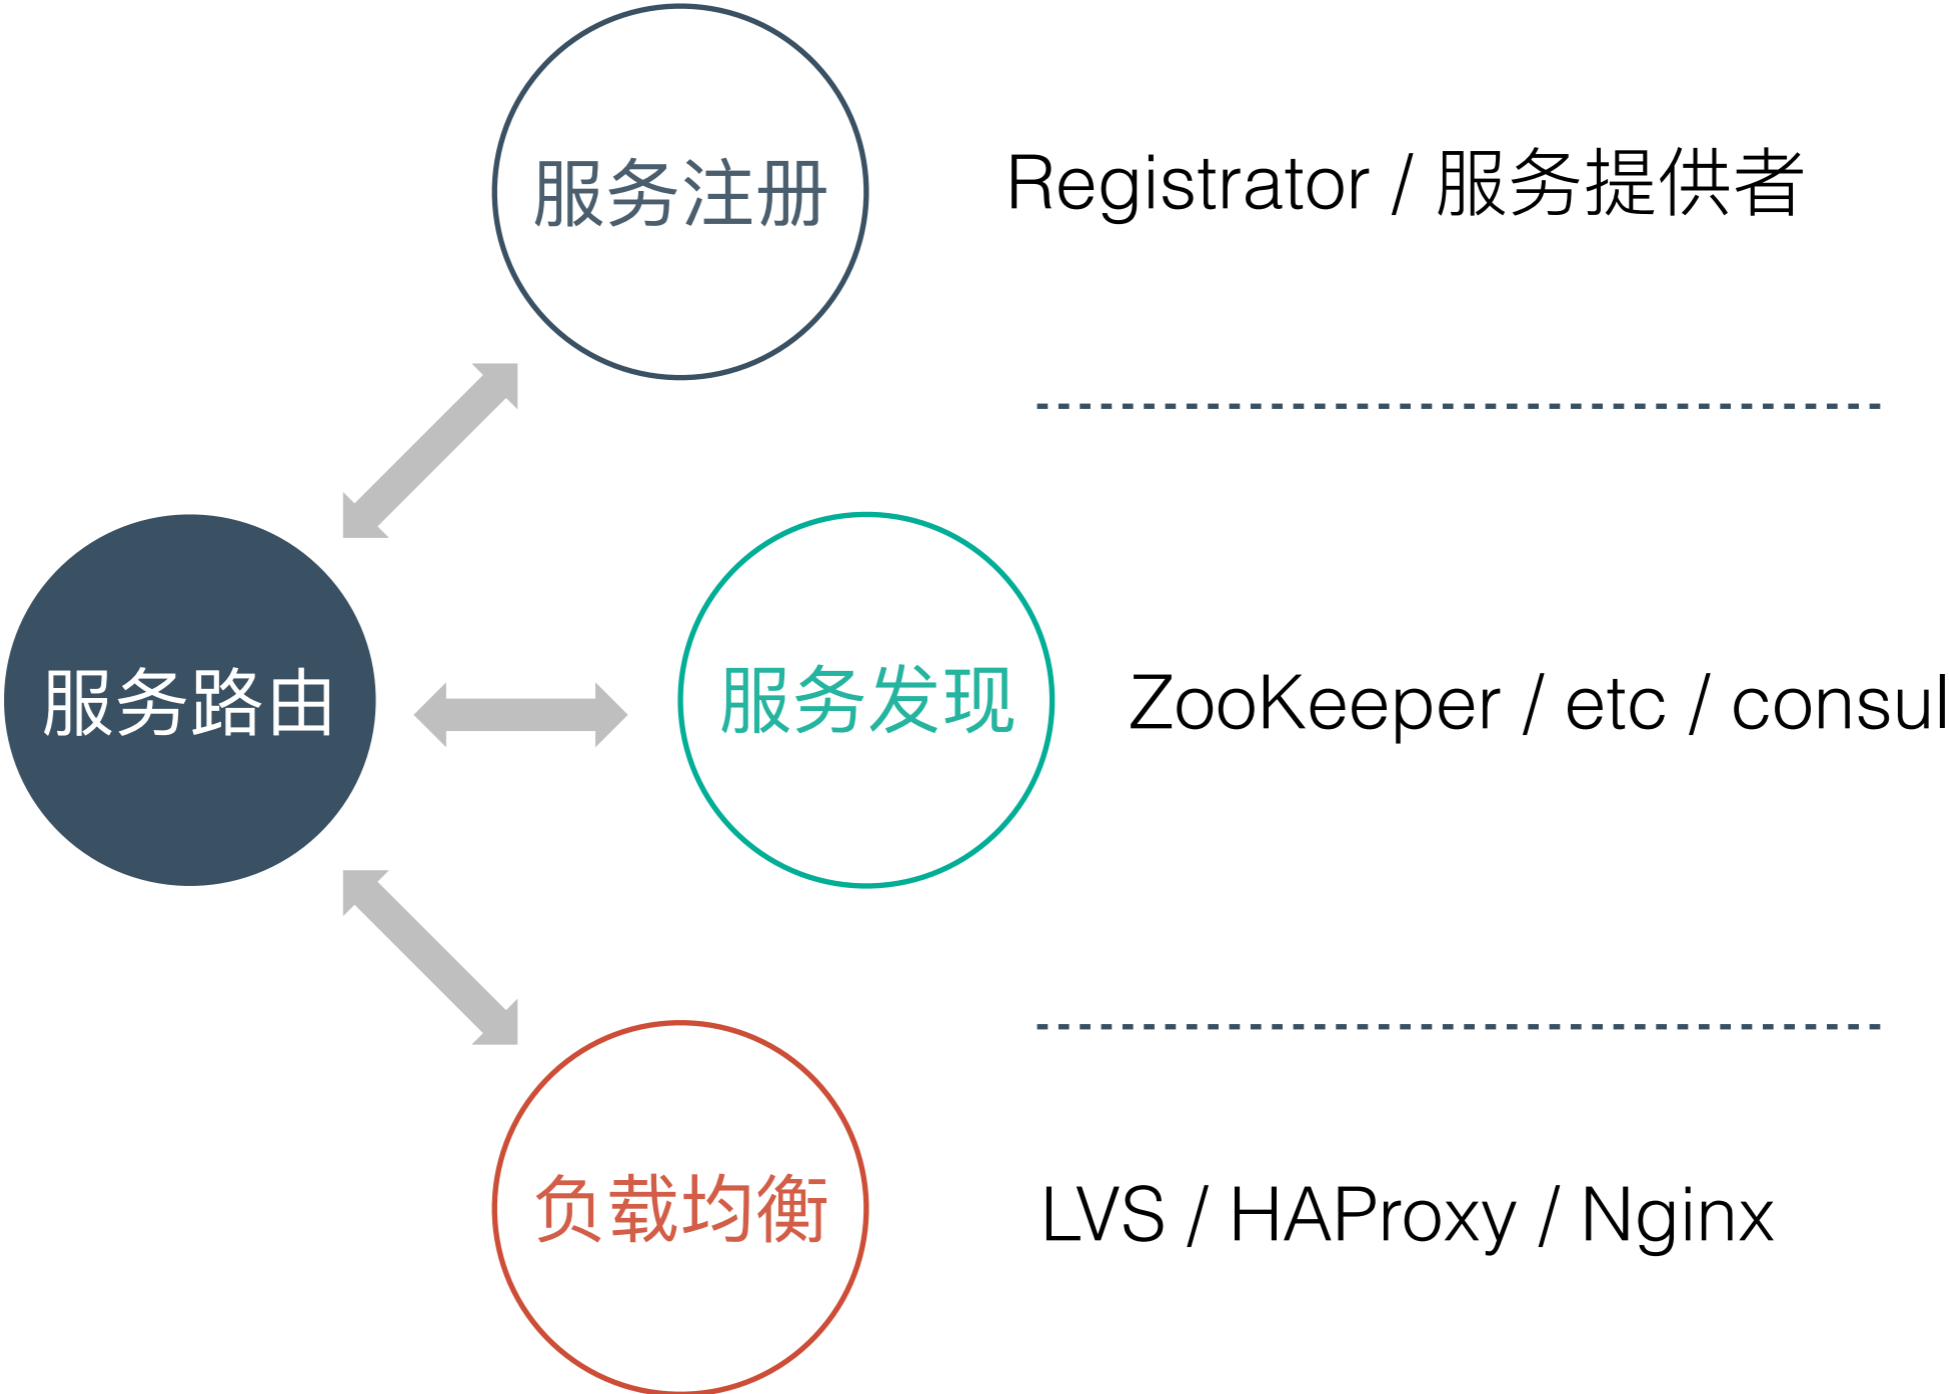 服务注册
Registrator / 服务提供者
服务路由
服务发现
ZooKeeper / etc / consul
负载均衡
LVS / HAProxy / Nginx